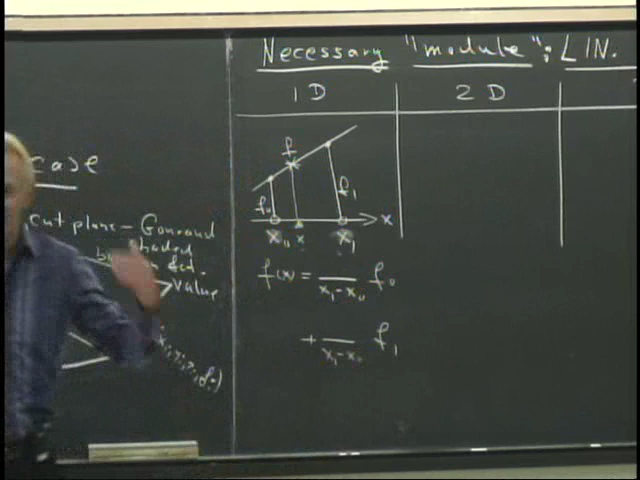 Necessary "module": LIN.
1D 2D
case
cut plane - Gouraud
shaded
value
f
f₀ f₁
x₀ x x₁ x
f(x) = ‾x₁-x₀ f₀
+ ‾x₁-x₀ f₁